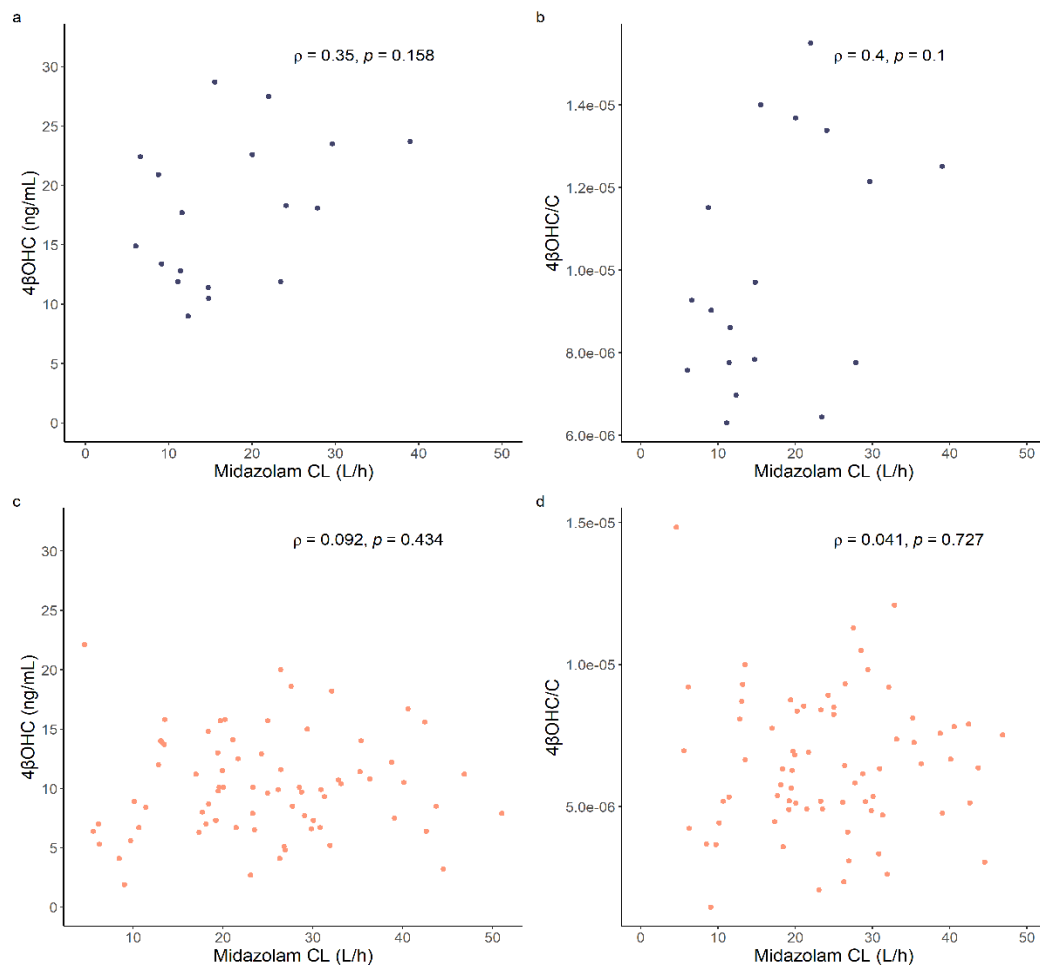 a
ρ = 0.35, p = 0.158
4βOHC (ng/mL)
30
25
20
15
10
5
0
0 10 20 30 40 50
Midazolam CL (L/h)
b
ρ = 0.4, p = 0.1
4βOHC/C
1.4e-05
1.2e-05
1.0e-05
8.0e-06
6.0e-06
0 10 20 30 40 50
Midazolam CL (L/h)
c
ρ = 0.092, p = 0.434
4βOHC (ng/mL)
30
25
20
15
10
5
0
10 20 30 40 50
Midazolam CL (L/h)
d
ρ = 0.041, p = 0.727
4βOHC/C
1.5e-05
1.0e-05
5.0e-06
0 10 20 30 40 50
Midazolam CL (L/h)